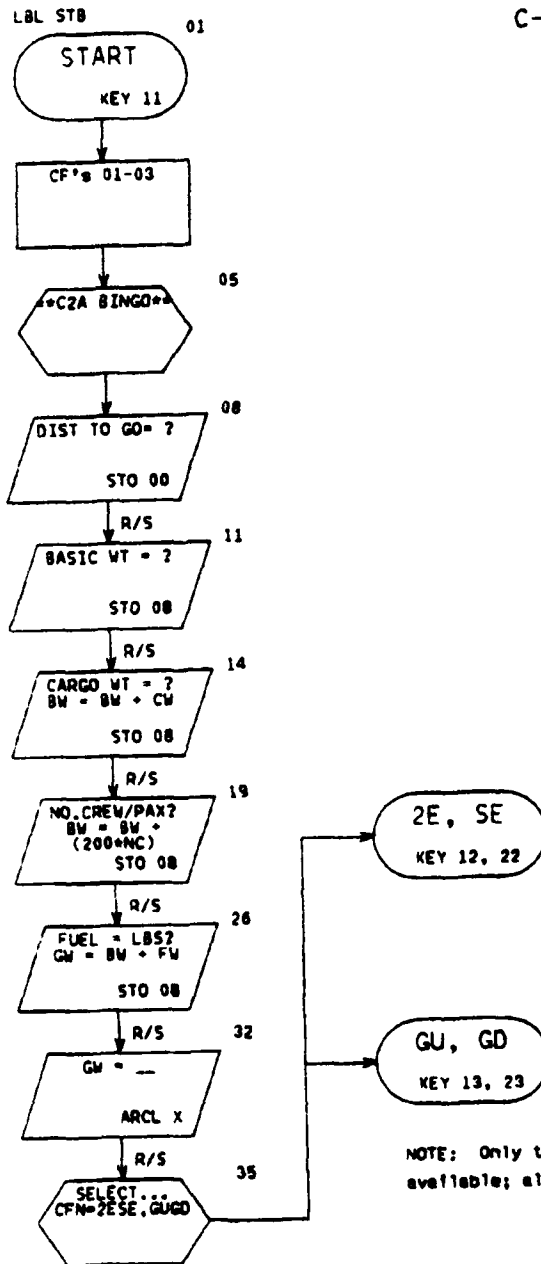 LBL STB
01
C-
START
KEY 11
CF's 01-03
05
**C2A BINGO**
08
DIST TO GO= ?
STO 00
R/S
11
BASIC WT = ?
STO 08
R/S
14
CARGO WT = ?
BW = BW + CW
STO 08
R/S
19
NO.CREW/PAX?
BW = BW +
(200*NC)
STO 08
R/S
26
FUEL = LBS?
GW = BW + FW
STO 08
R/S
32
GW = __
ARCL X
R/S
35
SELECT...
CFN=2ESE,GUGD
2E, SE
KEY 12, 22
GU, GD
KEY 13, 23
NOTE: Only t
available; al